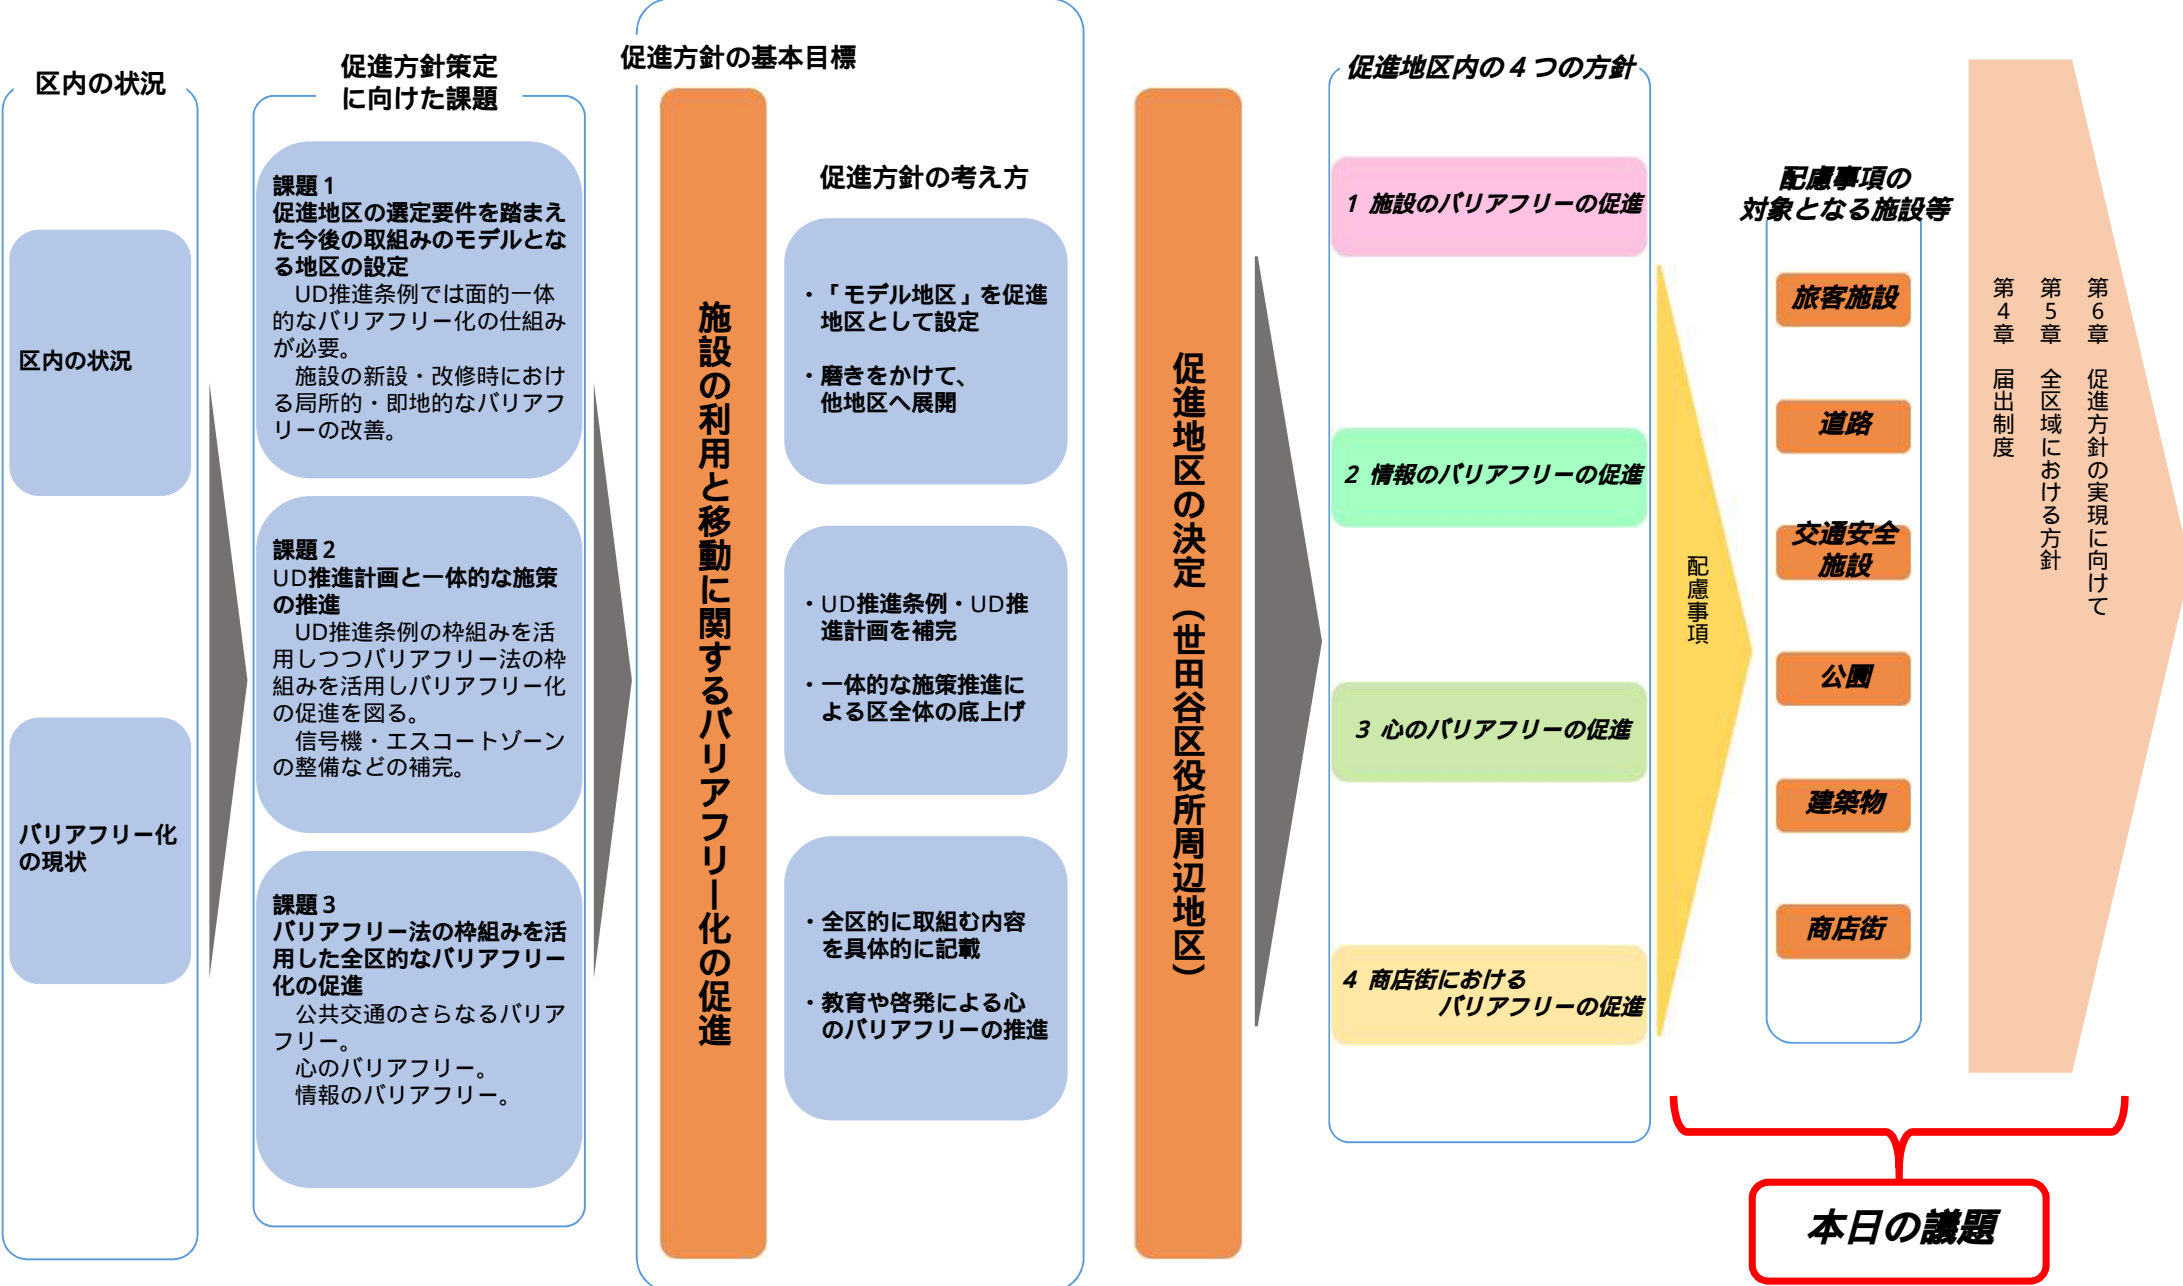 区内の状況
区内の状況
バリアフリー化
の現状
促進方針策定
に向けた課題
課題1
促進地区の選定要件を踏まえ
た今後の取組みのモデルとな
る地区の設定
　UD推進条例では面的一体
的なバリアフリー化の仕組み
が必要。
　施設の新設・改修時におけ
る局所的・即地的なバリアフ
リーの改善。
課題2
UD推進計画と一体的な施策
の推進
　UD推進条例の枠組みを活
用しつつバリアフリー法の枠
組みを活用しバリアフリー化
の促進を図る。
　信号機・エスコートゾーン
の整備などの補完。
課題3
バリアフリー法の枠組みを活
用した全区的なバリアフリー
化の促進
　公共交通のさらなるバリア
フリー。
　心のバリアフリー。
　情報のバリアフリー。
促進方針の基本目標
施設の利用と移動に関するバリアフリー化の促進
促進方針の考え方
・「モデル地区」を促進
地区として設定
・磨きをかけて、
他地区へ展開
・UD推進条例・UD推
進計画を補完
・一体的な施策推進に
よる区全体の底上げ
・全区的に取組む内容
を具体的に記載
・教育や啓発による心
のバリアフリーの推進
促進地区の決定（世田谷区役所周辺地区）
促進地区内の4つの方針
1 施設のバリアフリーの促進
2 情報のバリアフリーの促進
3 心のバリアフリーの促進
4 商店街における
バリアフリーの促進
配慮事項
配慮事項の
対象となる施設等
旅客施設
道路
交通安全
施設
公園
建築物
商店街
第4章　届出制度
第5章　全区域における方針
第6章　促進方針の実現に向けて
本日の議題